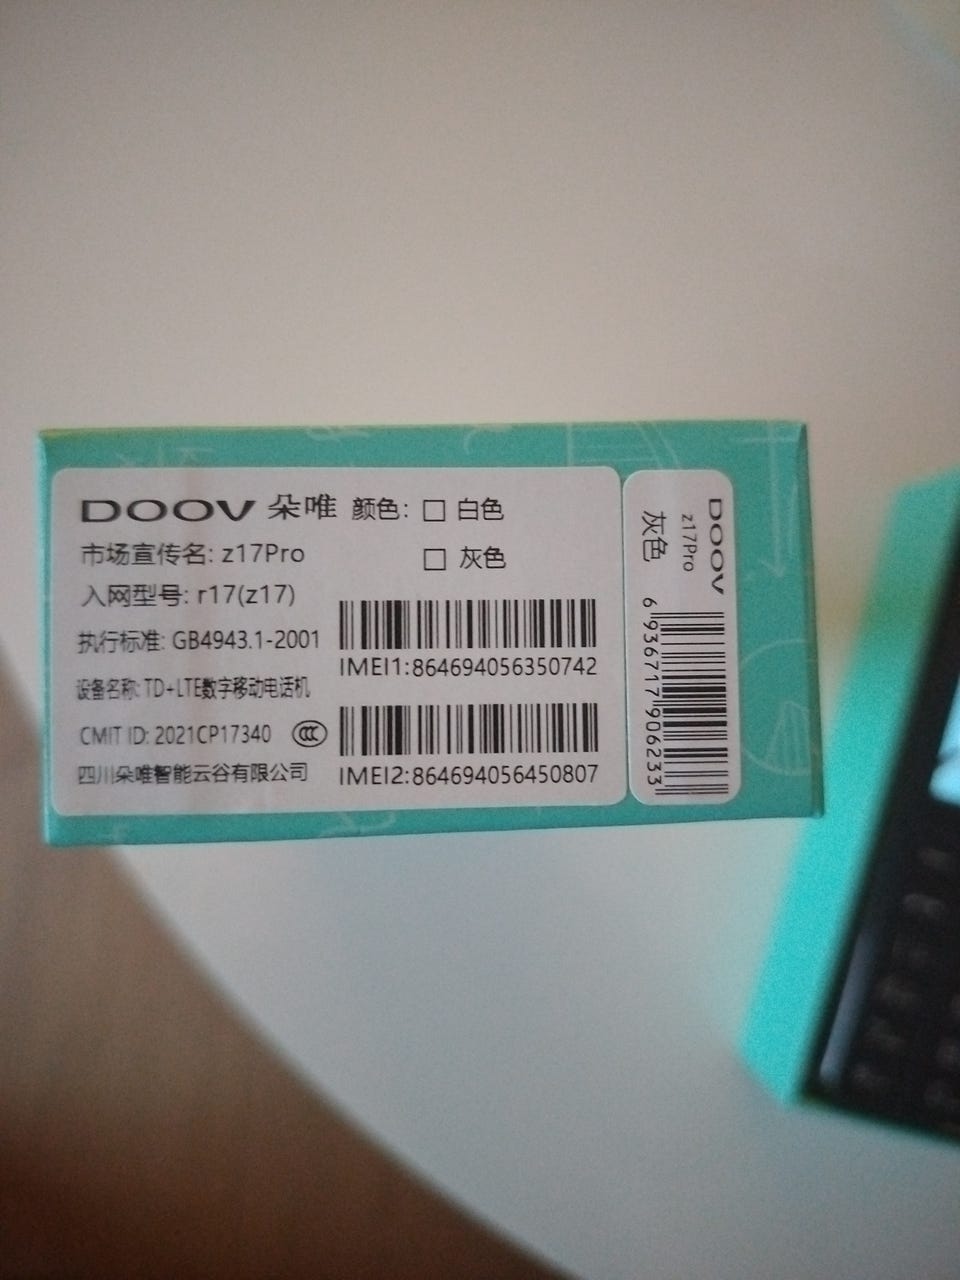 DOOV 朵唯 颜色: □ 白色
□ 灰色
市场宣传名: z17Pro
入网型号: r17(z17)
执行标准: GB4943.1-2001
设备名称: TD+LTE数字移动电话机
CMIT ID: 2021CP17340
四川朵唯智能云谷有限公司
IMEI1:864694056350742
IMEI2:864694056450807
DOOV
z17Pro
灰色
6 936717 906233